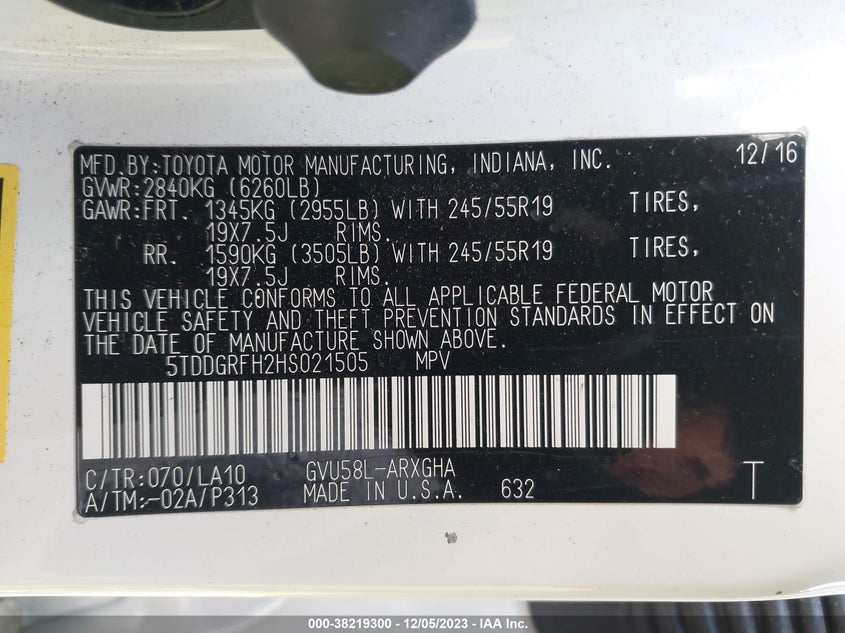 MFD.BY:TOYOTA MOTOR MANUFACTURING, INDIANA, INC. 12/16
GVWR:2840KG (6260LB)
GAWR:FRT. 1345KG (2955LB) WITH 245/55R19 TIRES,
19X7.5J RIMS.
RR. 1590KG (3505LB) WITH 245/55R19 TIRES,
19X7.5J RIMS.
THIS VEHICLE CONFORMS TO ALL APPLICABLE FEDERAL MOTOR
VEHICLE SAFETY AND THEFT PREVENTION STANDARDS IN EFFECT ON
THE DATE OF MANUFACTURE SHOWN ABOVE.
5TDDGRFH2HS021505 MPV
C/TR:070/LA10 GVU58L-ARXGHA
A/TM:-02A/P313 MADE IN U.S.A. 632 T
000-38219300 - 12/05/2023 - IAA Inc.